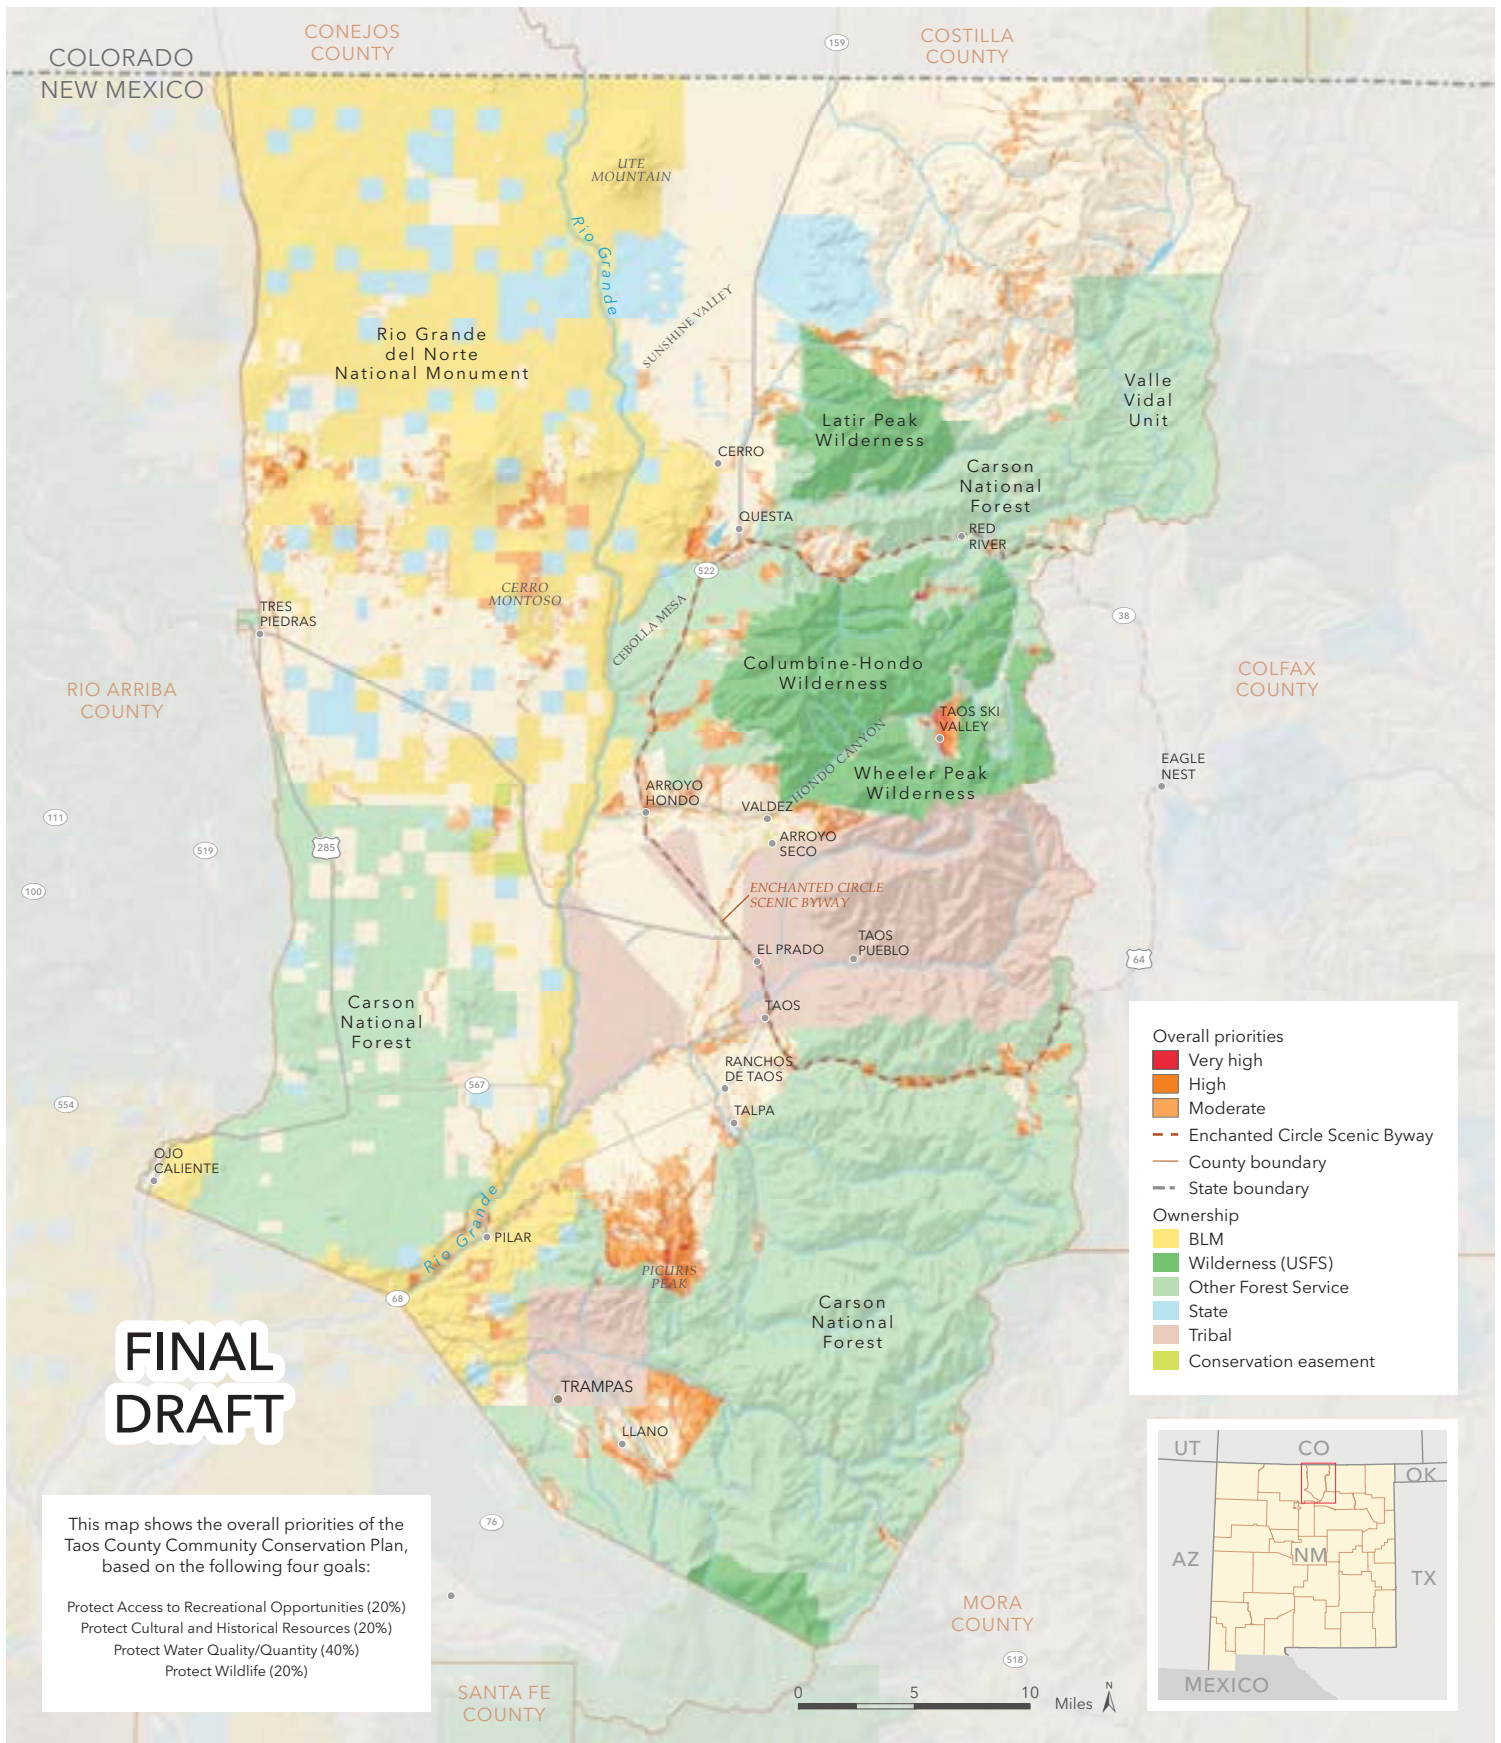 CONEJOS
COUNTY
COSTILLA
COUNTY
159
COLORADO
NEW MEXICO
UTE
MOUNTAIN
Rio Grande
SUNSHINE VALLEY
Rio Grande
del Norte
National Monument
Valle
Vidal
Unit
Latir Peak
Wilderness
CERRO
Carson
National
Forest
QUESTA
RED
RIVER
522
CERRO
MONTOSO
TRES
PIEDRAS
CEBOLLA MESA
38
Columbine-Hondo
Wilderness
RIO ARRIBA
COUNTY
COLFAX
COUNTY
TAOS SKI
VALLEY
HONDO CANYON
EAGLE
NEST
Wheeler Peak
Wilderness
ARROYO
HONDO
VALDEZ
111
285
519
ARROYO
SECO
100
ENCHANTED CIRCLE
SCENIC BYWAY
EL PRADO
TAOS
PUEBLO
64
Carson
National
Forest
TAOS
RANCHOS
DE TAOS
567
554
TALPA
OJO
CALIENTE
Rio Grande
PILAR
PICURIS
PEAK
68
Carson
National
Forest
FINAL
DRAFT
TRAMPAS
LLANO
76
MORA
COUNTY
518
SANTA FE
COUNTY
Overall priorities
Very high
High
Moderate
Enchanted Circle Scenic Byway
County boundary
State boundary
Ownership
BLM
Wilderness (USFS)
Other Forest Service
State
Tribal
Conservation easement
UT
CO
OK
AZ
NM
TX
MEXICO
This map shows the overall priorities of the
Taos County Community Conservation Plan,
based on the following four goals:
Protect Access to Recreational Opportunities (20%)
Protect Cultural and Historical Resources (20%)
Protect Water Quality/Quantity (40%)
Protect Wildlife (20%)
0 5 10
Miles
N